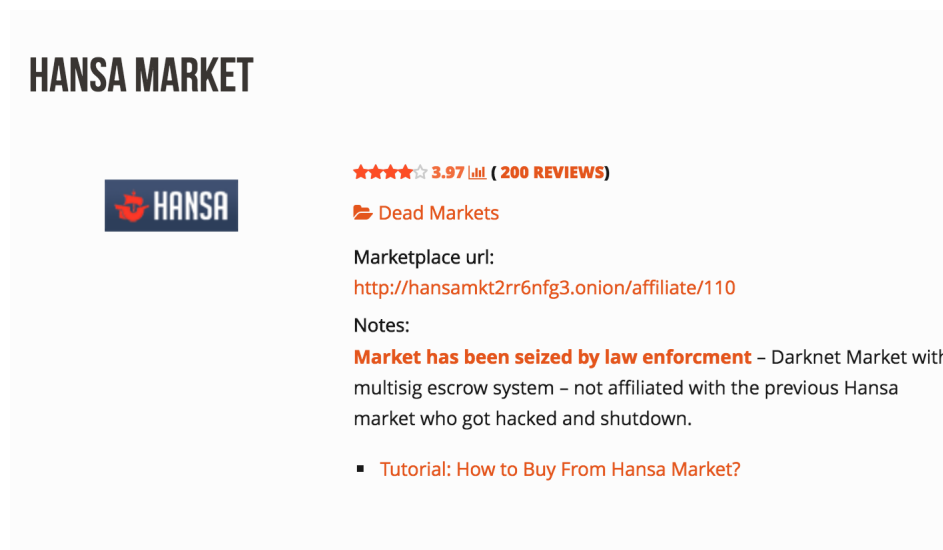 HANSA MARKET
HANSA
3.97 ( 200 REVIEWS)
Dead Markets
Marketplace url:
http://hansamkt2rr6nfg3.onion/affiliate/110
Notes:
Market has been seized by law enforcment – Darknet Market with
multisig escrow system – not affiliated with the previous Hansa
market who got hacked and shutdown.
▪ Tutorial: How to Buy From Hansa Market?